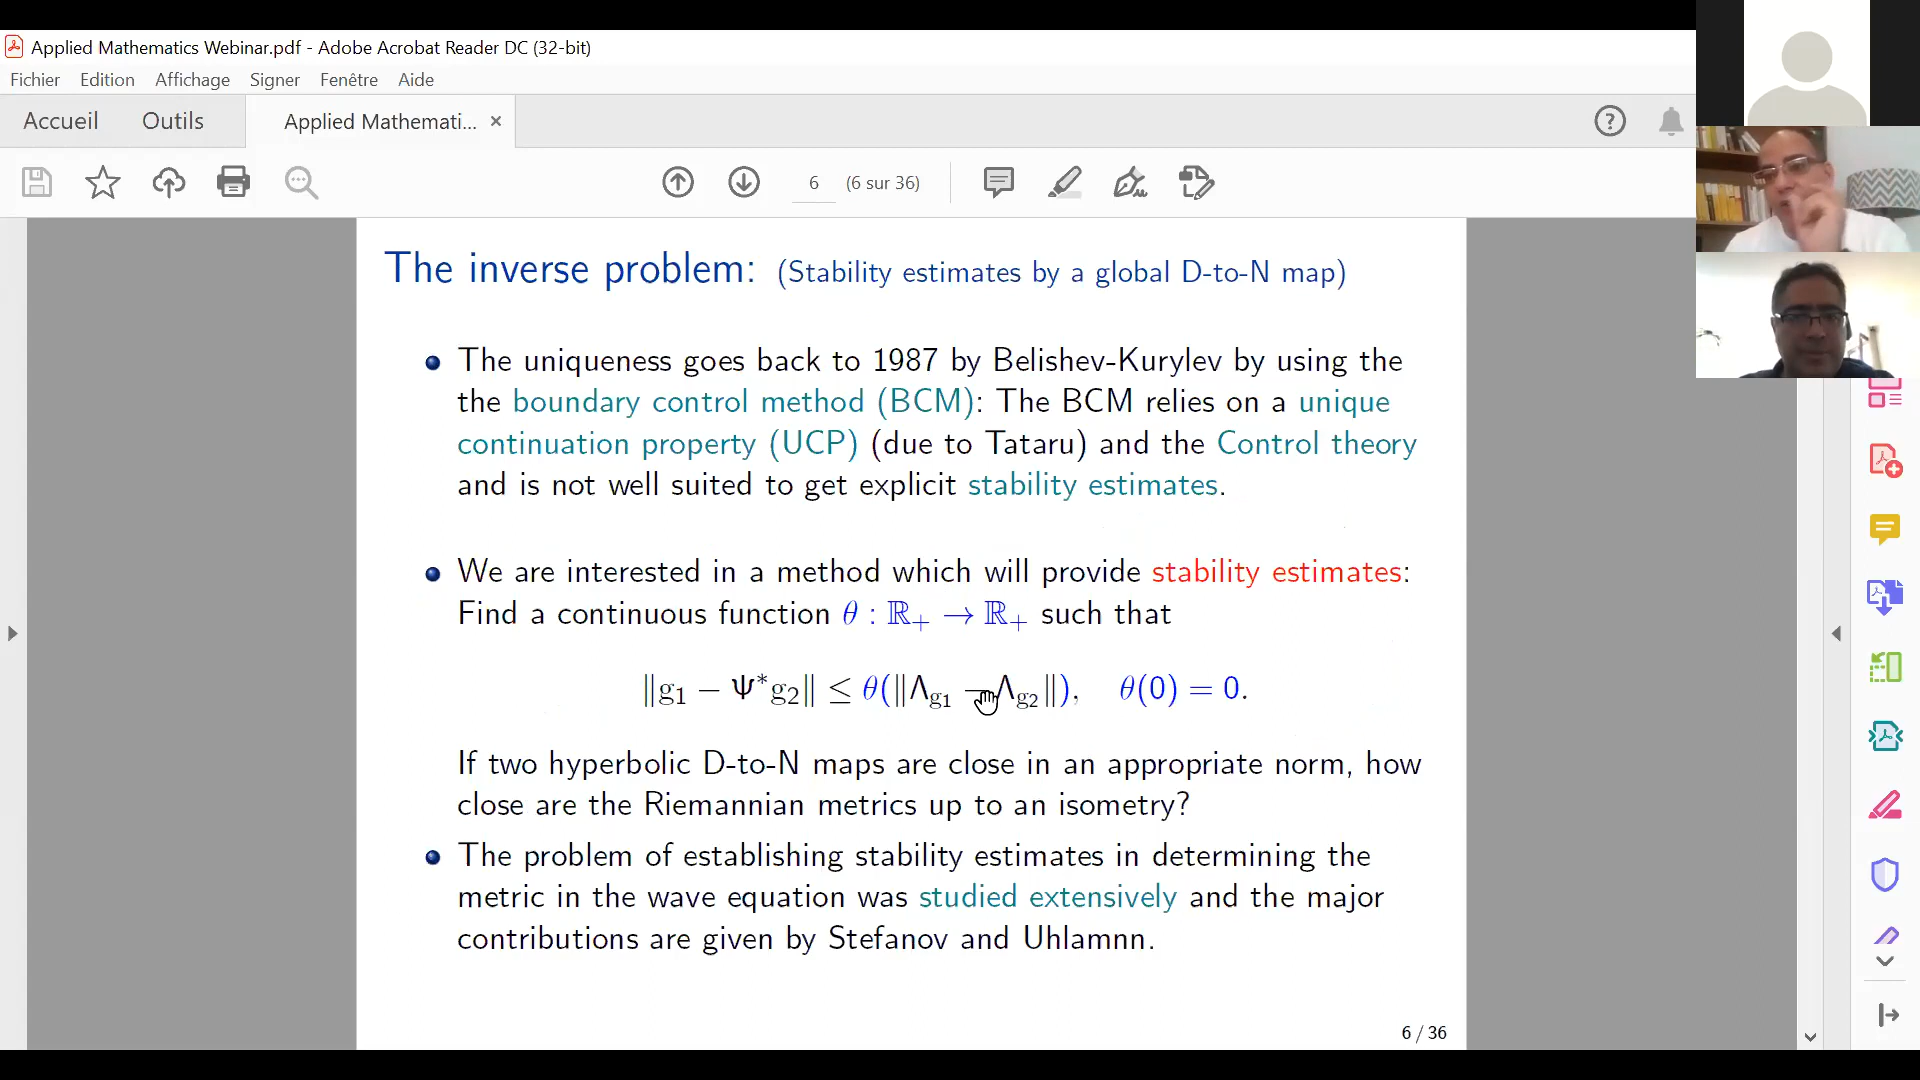 Applied Mathematics Webinar.pdf - Adobe Acrobat Reader DC (32-bit)
Fichier Edition Affichage Signer Fenêtre Aide
Accueil Outils Applied Mathemati... ×
6 (6 sur 36)
The inverse problem: (Stability estimates by a global D-to-N map)
The uniqueness goes back to 1987 by Belishev-Kurylev by using the
the boundary control method (BCM): The BCM relies on a unique
continuation property (UCP) (due to Tataru) and the Control theory
and is not well suited to get explicit stability estimates.
We are interested in a method which will provide stability estimates:
Find a continuous function θ : ℝ₊ → ℝ₊ such that
‖g₁ − Ψ*g₂‖ ≤ θ(‖Λg₁ − Λg₂‖), θ(0) = 0.
If two hyperbolic D-to-N maps are close in an appropriate norm, how
close are the Riemannian metrics up to an isometry?
The problem of establishing stability estimates in determining the
metric in the wave equation was studied extensively and the major
contributions are given by Stefanov and Uhlamnn.
6 / 36